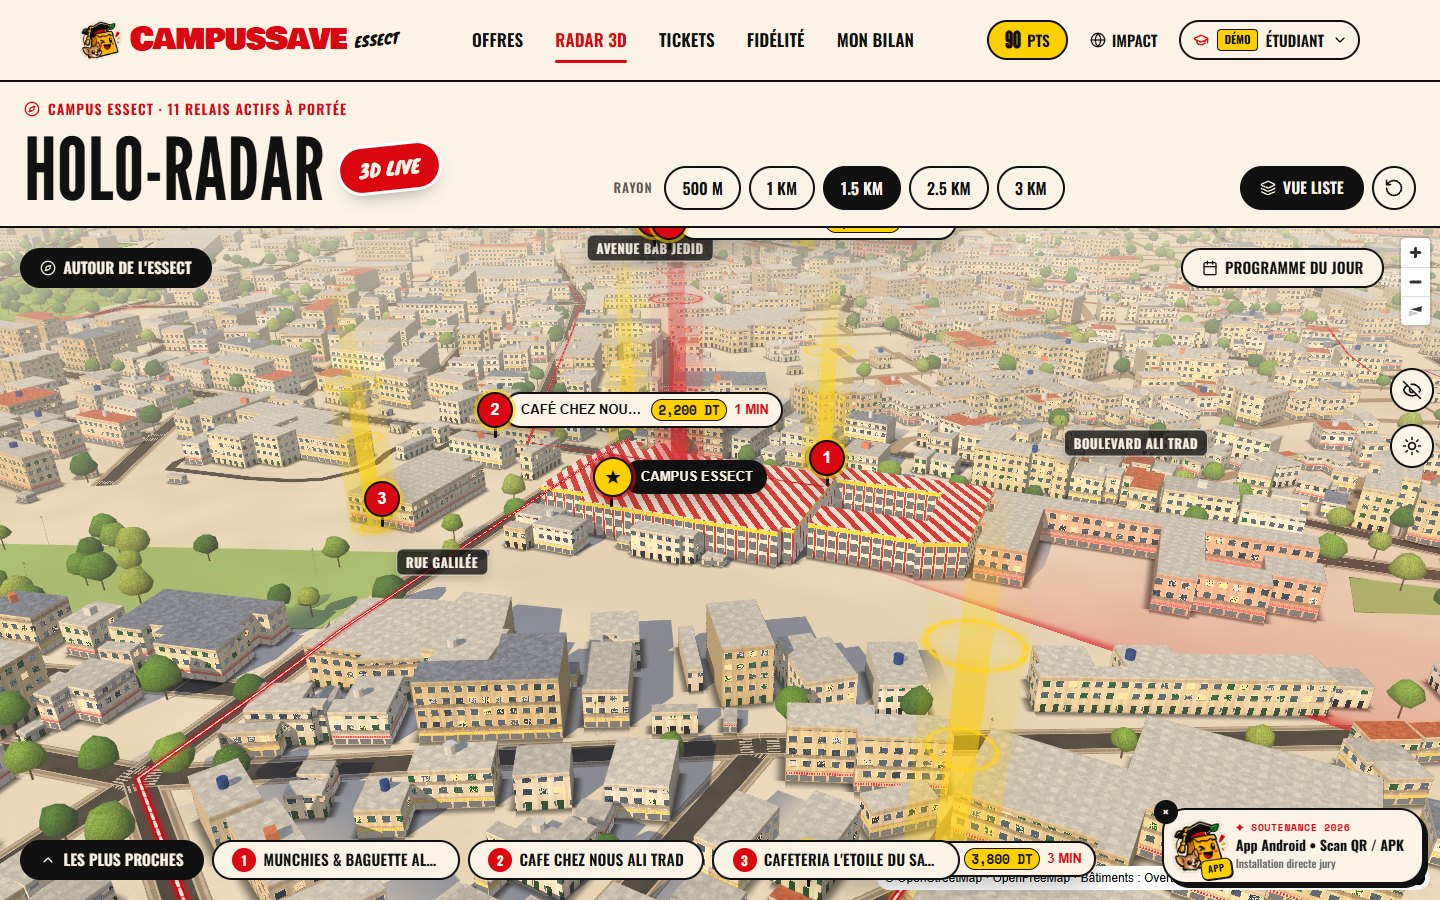 CAMPUSSAVE ESSECT
OFFRES
RADAR 3D
TICKETS
FIDÉLITÉ
MON BILAN
90 PTS
IMPACT
DÉMO ÉTUDIANT
CAMPUS ESSECT · 11 RELAIS ACTIFS À PORTÉE
HOLO-RADAR
3D LIVE
RAYON
500 M
1 KM
1.5 KM
2.5 KM
3 KM
VUE LISTE
AVENUE BAB JEDID
AUTOUR DE L'ESSECT
PROGRAMME DU JOUR
2 CAFÉ CHEZ NOU... 2,200 DT 1 MIN
BOULEVARD ALI TRAD
1
★ CAMPUS ESSECT
3
RUE GALILÉE
LES PLUS PROCHES
1 MUNCHIES & BAGUETTE AL...
2 CAFE CHEZ NOUS ALI TRAD
3 CAFETERIA L'ETOILE DU SA...
3,800 DT 3 MIN
© OpenStreetMap · OpenFreeMap · Bâtiments : Over
SOUTENANCE 2026
App Android • Scan QR / APK
Installation directe jury
APP